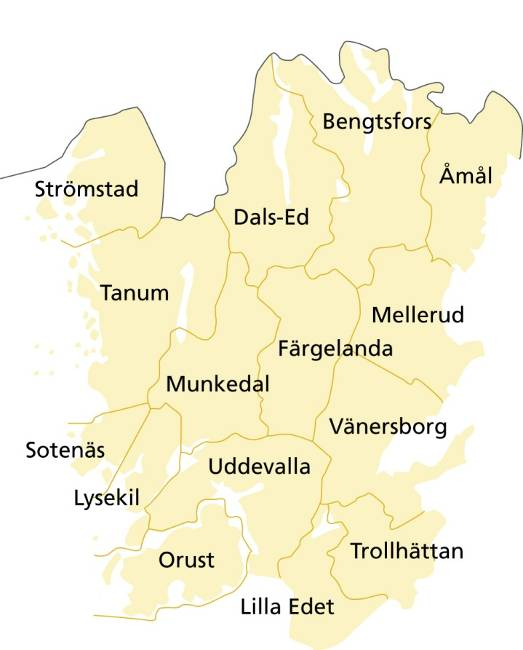 Bengtsfors
Åmål
Strömstad
Dals-Ed
Tanum
Mellerud
Färgelanda
Munkedal
Vänersborg
Sotenäs
Uddevalla
Lysekil
Trollhättan
Orust
Lilla Edet